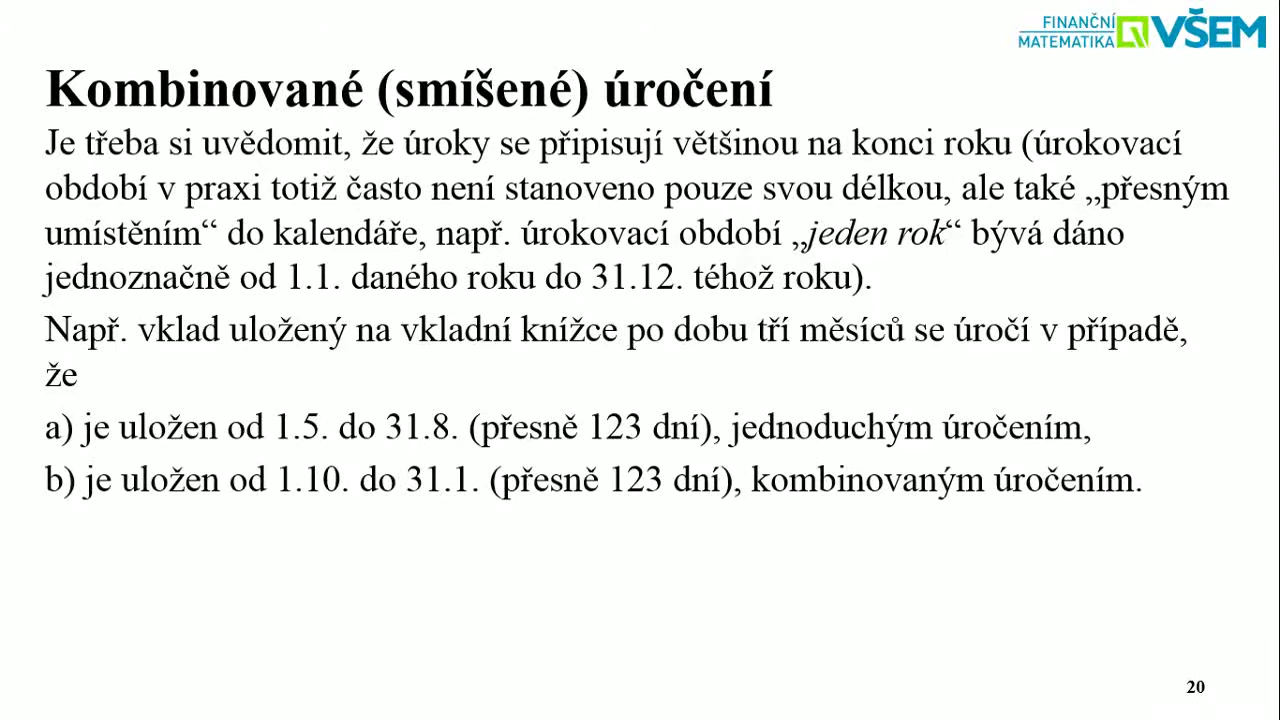 FINANČNÍ
MATEMATIKA VŠEM
Kombinované (smíšené) úročení
Je třeba si uvědomit, že úroky se připisují většinou na konci roku (úrokovací
období v praxi totiž často není stanoveno pouze svou délkou, ale také „přesným
umístěním“ do kalendáře, např. úrokovací období „jeden rok“ bývá dáno
jednoznačně od 1.1. daného roku do 31.12. téhož roku).
Např. vklad uložený na vkladní knížce po dobu tří měsíců se úročí v případě,
že
a) je uložen od 1.5. do 31.8. (přesně 123 dní), jednoduchým úročením,
b) je uložen od 1.10. do 31.1. (přesně 123 dní), kombinovaným úročením.
20